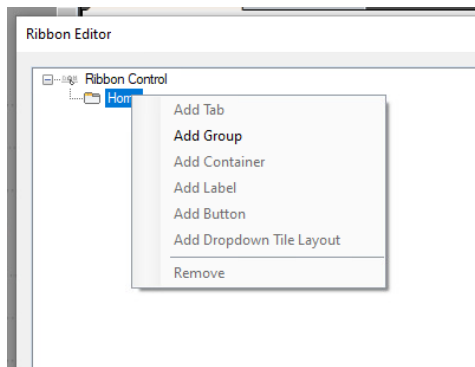 Ribbon Editor
Ribbon Control
Add Tab
Add Group
Add Container
Add Label
Add Button
Add Dropdown Tile Layout
Remove